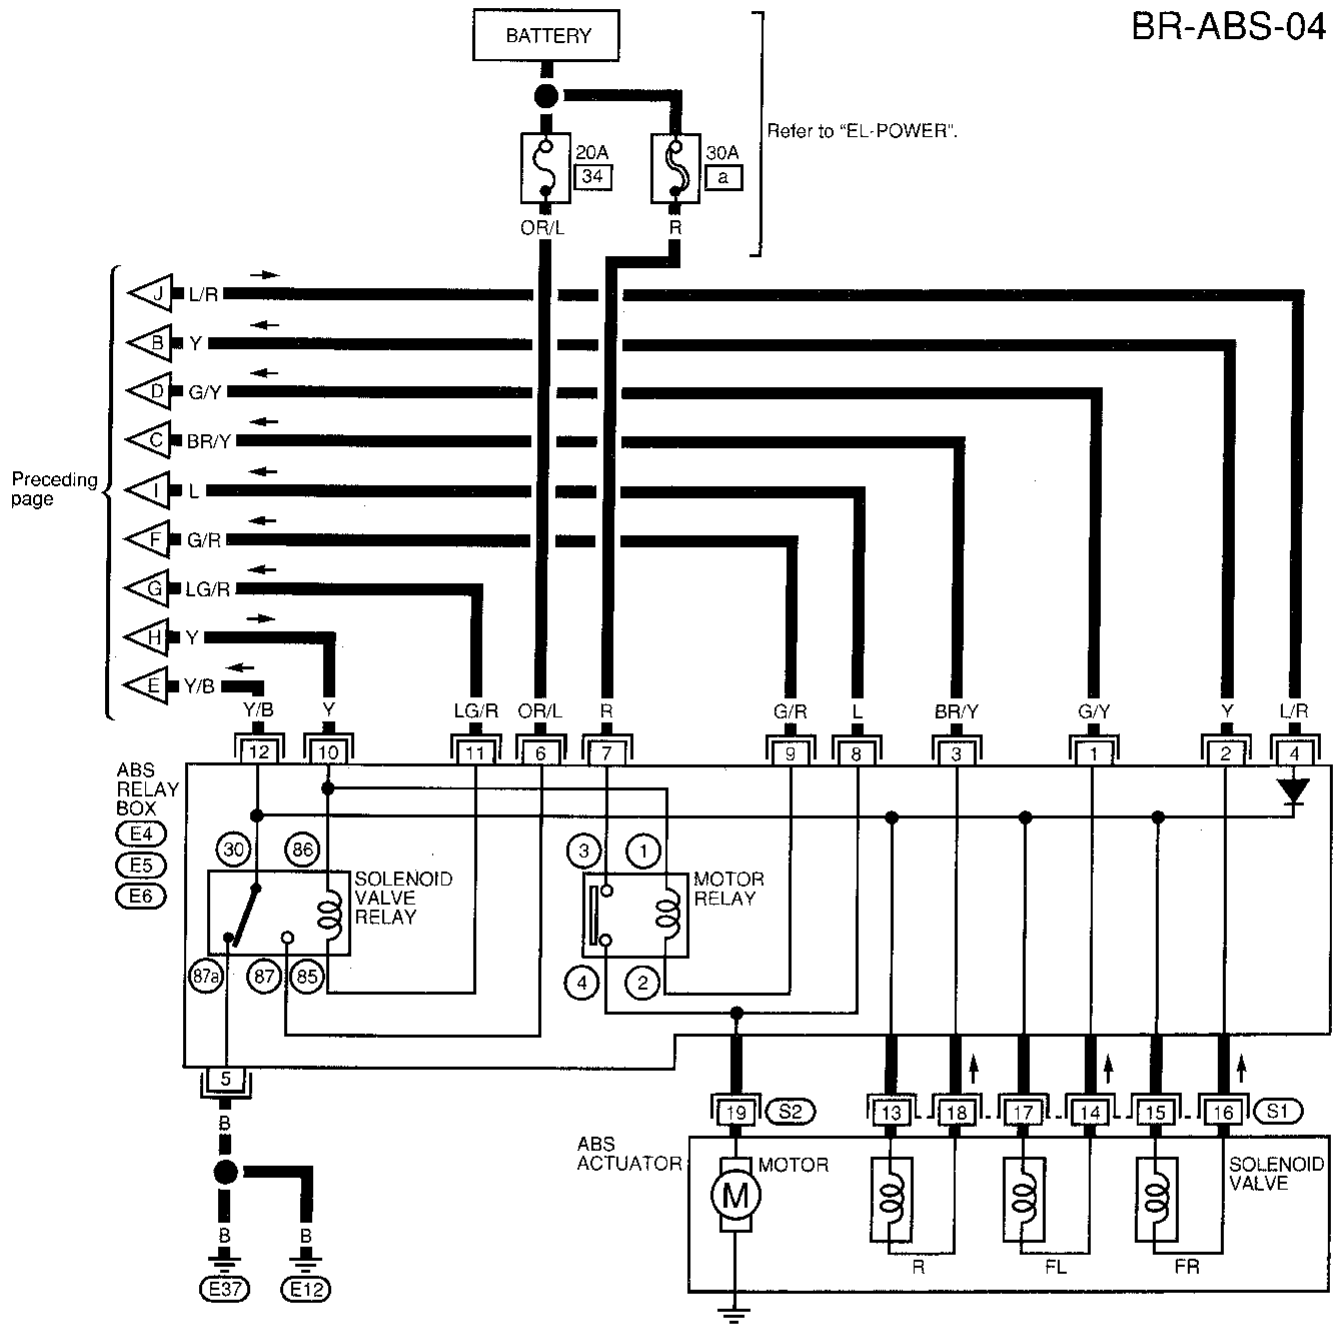 BR-ABS-04
BATTERY
Refer to "EL-POWER".
20A
34
30A
a
OR/L
R
J L/R
B Y
D G/Y
C BR/Y
I L
F G/R
G LG/R
H Y
E Y/B
Preceding
page
Y/B Y LG/R OR/L R G/R L BR/Y G/Y Y L/R
12 10 11 6 7 9 8 3 1 2 4
ABS
RELAY
BOX
E4
E5
E6
30 86
SOLENOID
VALVE
RELAY
87a 87 85
3 1
MOTOR
RELAY
4 2
5
B
B B
E37 E12
19 S2 13 18 17 14 15 16 S1
ABS
ACTUATOR
MOTOR
M
SOLENOID
VALVE
R FL FR